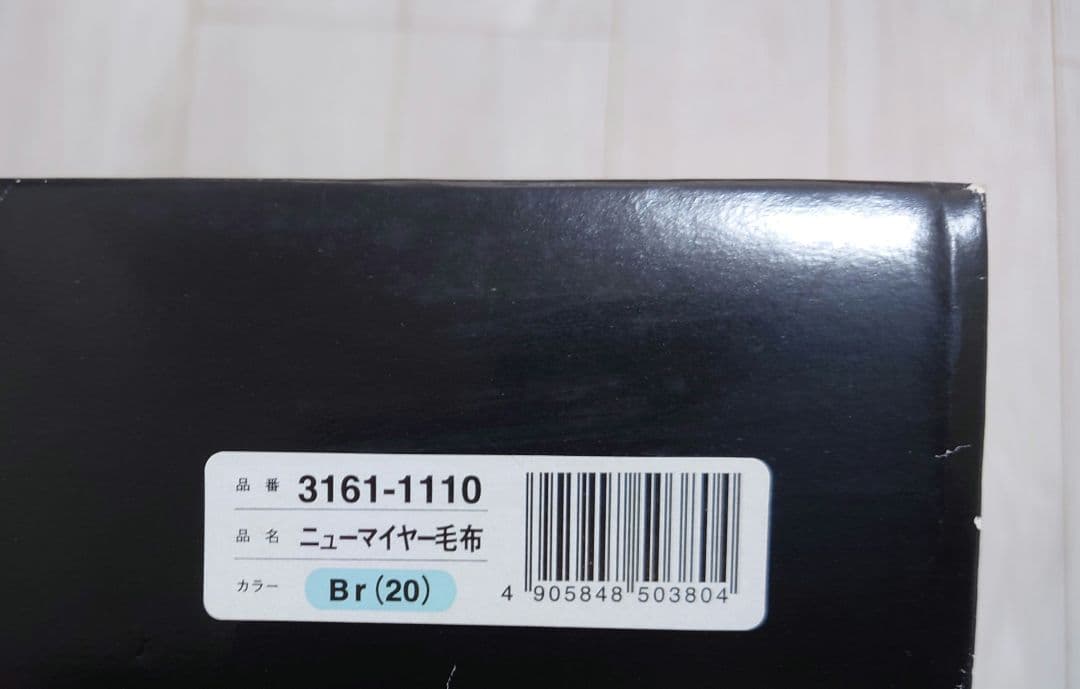 品番 3161-1110
品名 ニューマイヤー毛布
カラー Br(20)
4 905848 503804